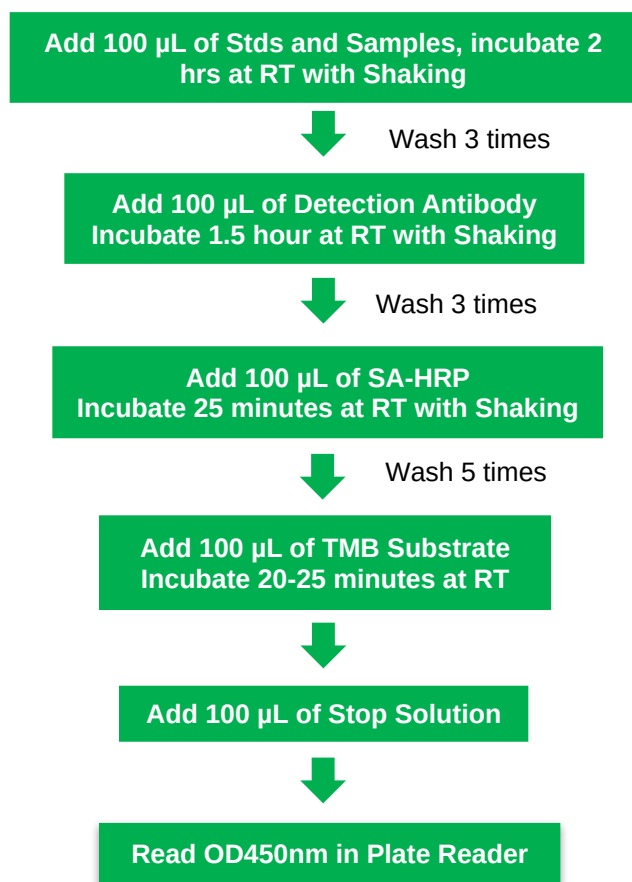 Add 100 µL of Stds and Samples, incubate 2
hrs at RT with Shaking
Wash 3 times
Add 100 µL of Detection Antibody
Incubate 1.5 hour at RT with Shaking
Wash 3 times
Add 100 µL of SA-HRP
Incubate 25 minutes at RT with Shaking
Wash 5 times
Add 100 µL of TMB Substrate
Incubate 20-25 minutes at RT
Add 100 µL of Stop Solution
Read OD450nm in Plate Reader